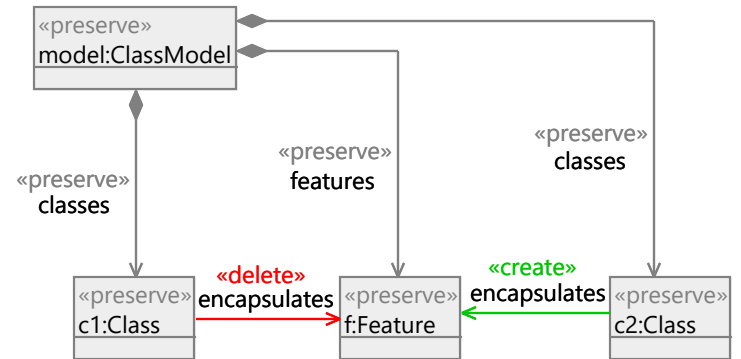 «preserve»
model:ClassModel
«preserve»
classes
«preserve»
features
«preserve»
classes
«preserve»
c1:Class
«delete»
encapsulates
«preserve»
f:Feature
«create»
encapsulates
«preserve»
c2:Class